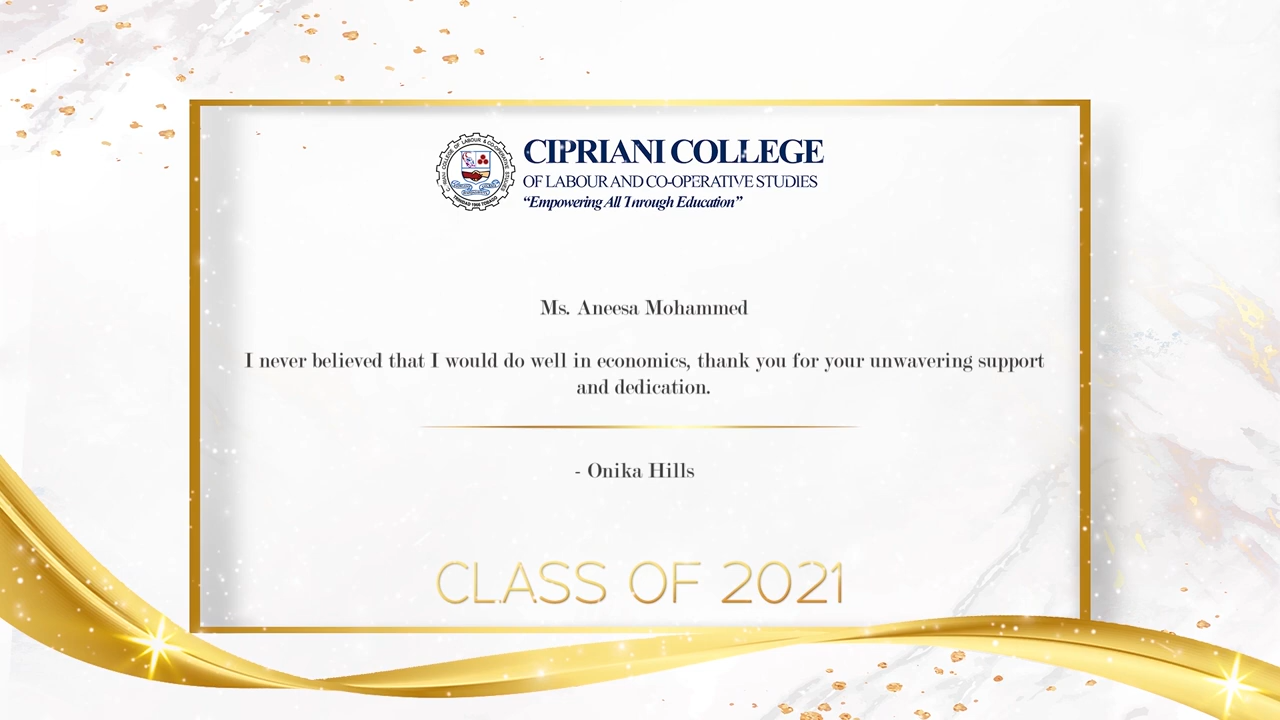 CIPRIANI COLLEGE
OF LABOUR AND CO-OPERATIVE STUDIES
“Empowering All Through Education”
Ms. Aneesa Mohammed
I never believed that I would do well in economics, thank you for your unwavering support
and dedication.
- Onika Hills
CLASS OF 2021